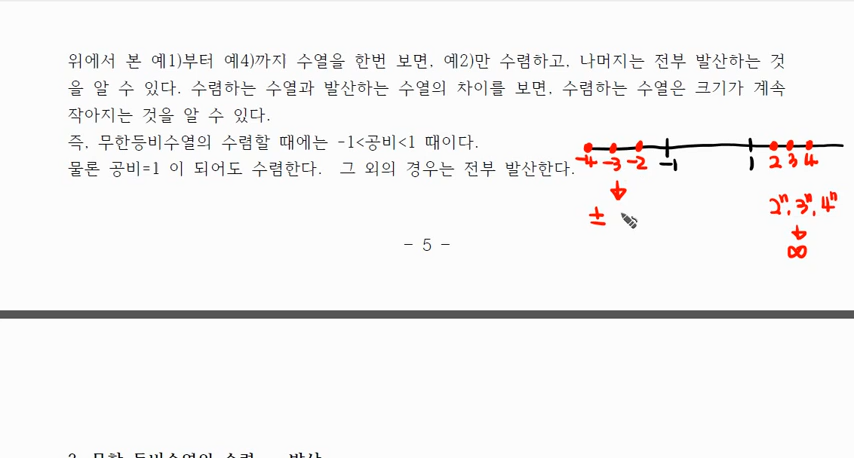 위에서 본 예1)부터 예4)까지 수열을 한번 보면, 예2)만 수렴하고, 나머지는 전부 발산하는 것
을 알 수 있다. 수렴하는 수열과 발산하는 수열의 차이를 보면, 수렴하는 수열은 크기가 계속
작아지는 것을 알 수 있다.
즉, 무한등비수열의 수렴할 때에는 -1<공비<1 때이다.
물론 공비=1 이 되어도 수렴한다. 그 외의 경우는 전부 발산한다.
-4 -3 -2 -1 1 2 3 4
2ⁿ, 3ⁿ, 4ⁿ
±
∞
- 5 -